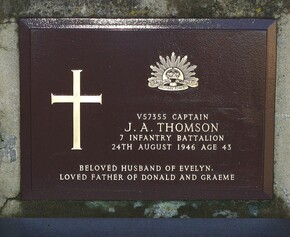 V57355 CAPTAIN
J. A. THOMSON
7 INFANTRY BATTALION
24TH AUGUST 1946 AGE 43
BELOVED HUSBAND OF EVELYN,
LOVED FATHER OF DONALD AND GRAEME